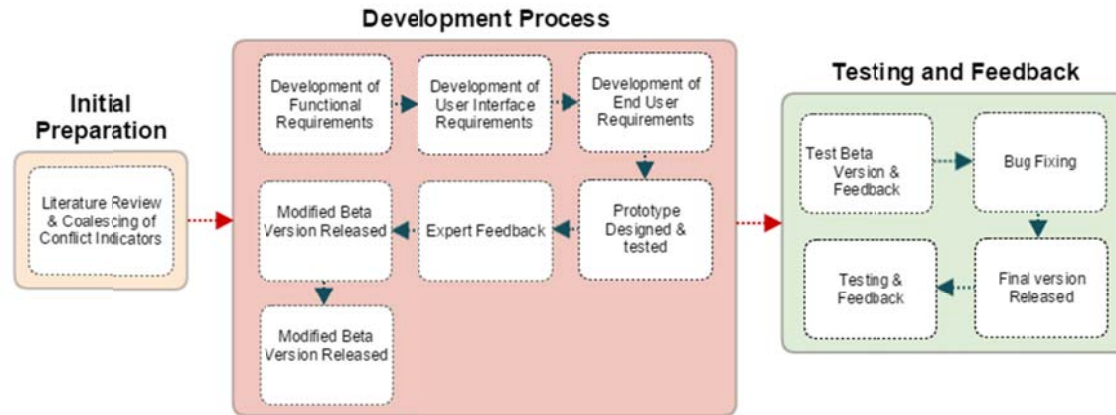 Development Process
Testing and Feedback
Initial
Preparation
Development of
Functional
Requirements
Development of
User Interface
Requirements
Development of
End User
Requirements
Test Beta
Version &
Feedback
Bug Fixing
Literature Review
& Coalescing of
Conflict Indicators
Modified Beta
Version Released
Expert Feedback
Prototype
Designed &
tested
Testing &
Feedback
Final version
Released
Modified Beta
Version Released